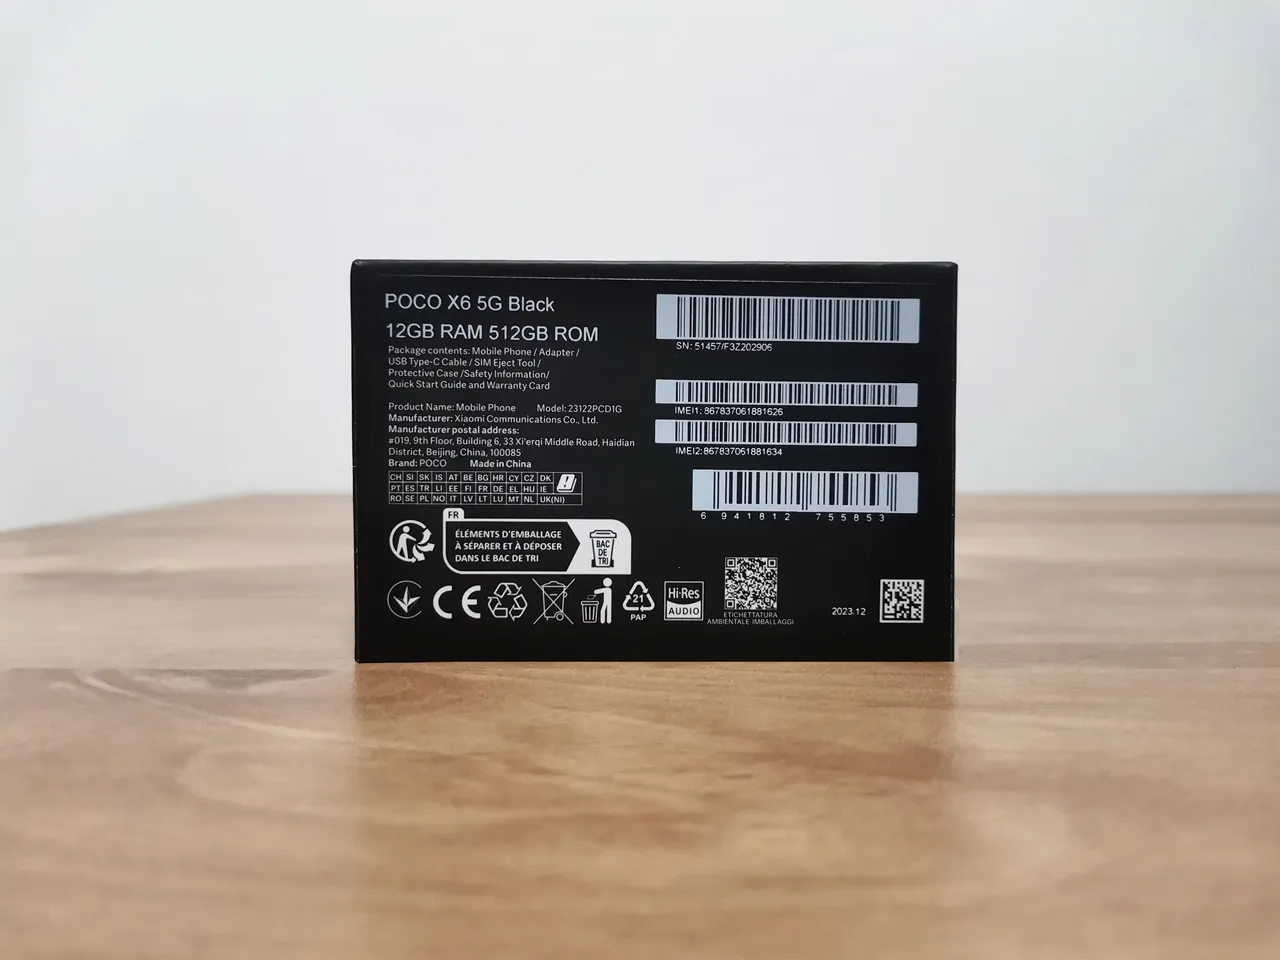 POCO X6 5G Black
12GB RAM 512GB ROM
Package contents: Mobile Phone / Adapter /
USB Type-C Cable / SIM Eject Tool /
Protective Case /Safety Information/
Quick Start Guide and Warranty Card
Product Name: Mobile Phone Model: 23122PCD1G
Manufacturer: Xiaomi Communications Co., Ltd.
Manufacturer postal address:
#019, 9th Floor, Building 6, 33 Xi'erqi Middle Road, Haidian
District, Beijing, China, 100085
Brand: POCO Made in China
CH SI SK IS AT BE BG HR CY CZ DK
PT ES TR LI EE FI FR DE EL HU IE
RO SE PL NO IT LV LT LU MT NL UK(NI)
FR
ÉLÉMENTS D'EMBALLAGE
À SÉPARER ET À DÉPOSER
DANS LE BAC DE TRI
BAC
DE
TRI
CE
21
PAP
Hi-Res
AUDIO
SN: 51457/F3Z202906
IMEI1: 867837061881626
IMEI2: 867837061881634
6 941812 755853
ETICHETTATURA
AMBIENTALE IMBALLAGGI
2023.12